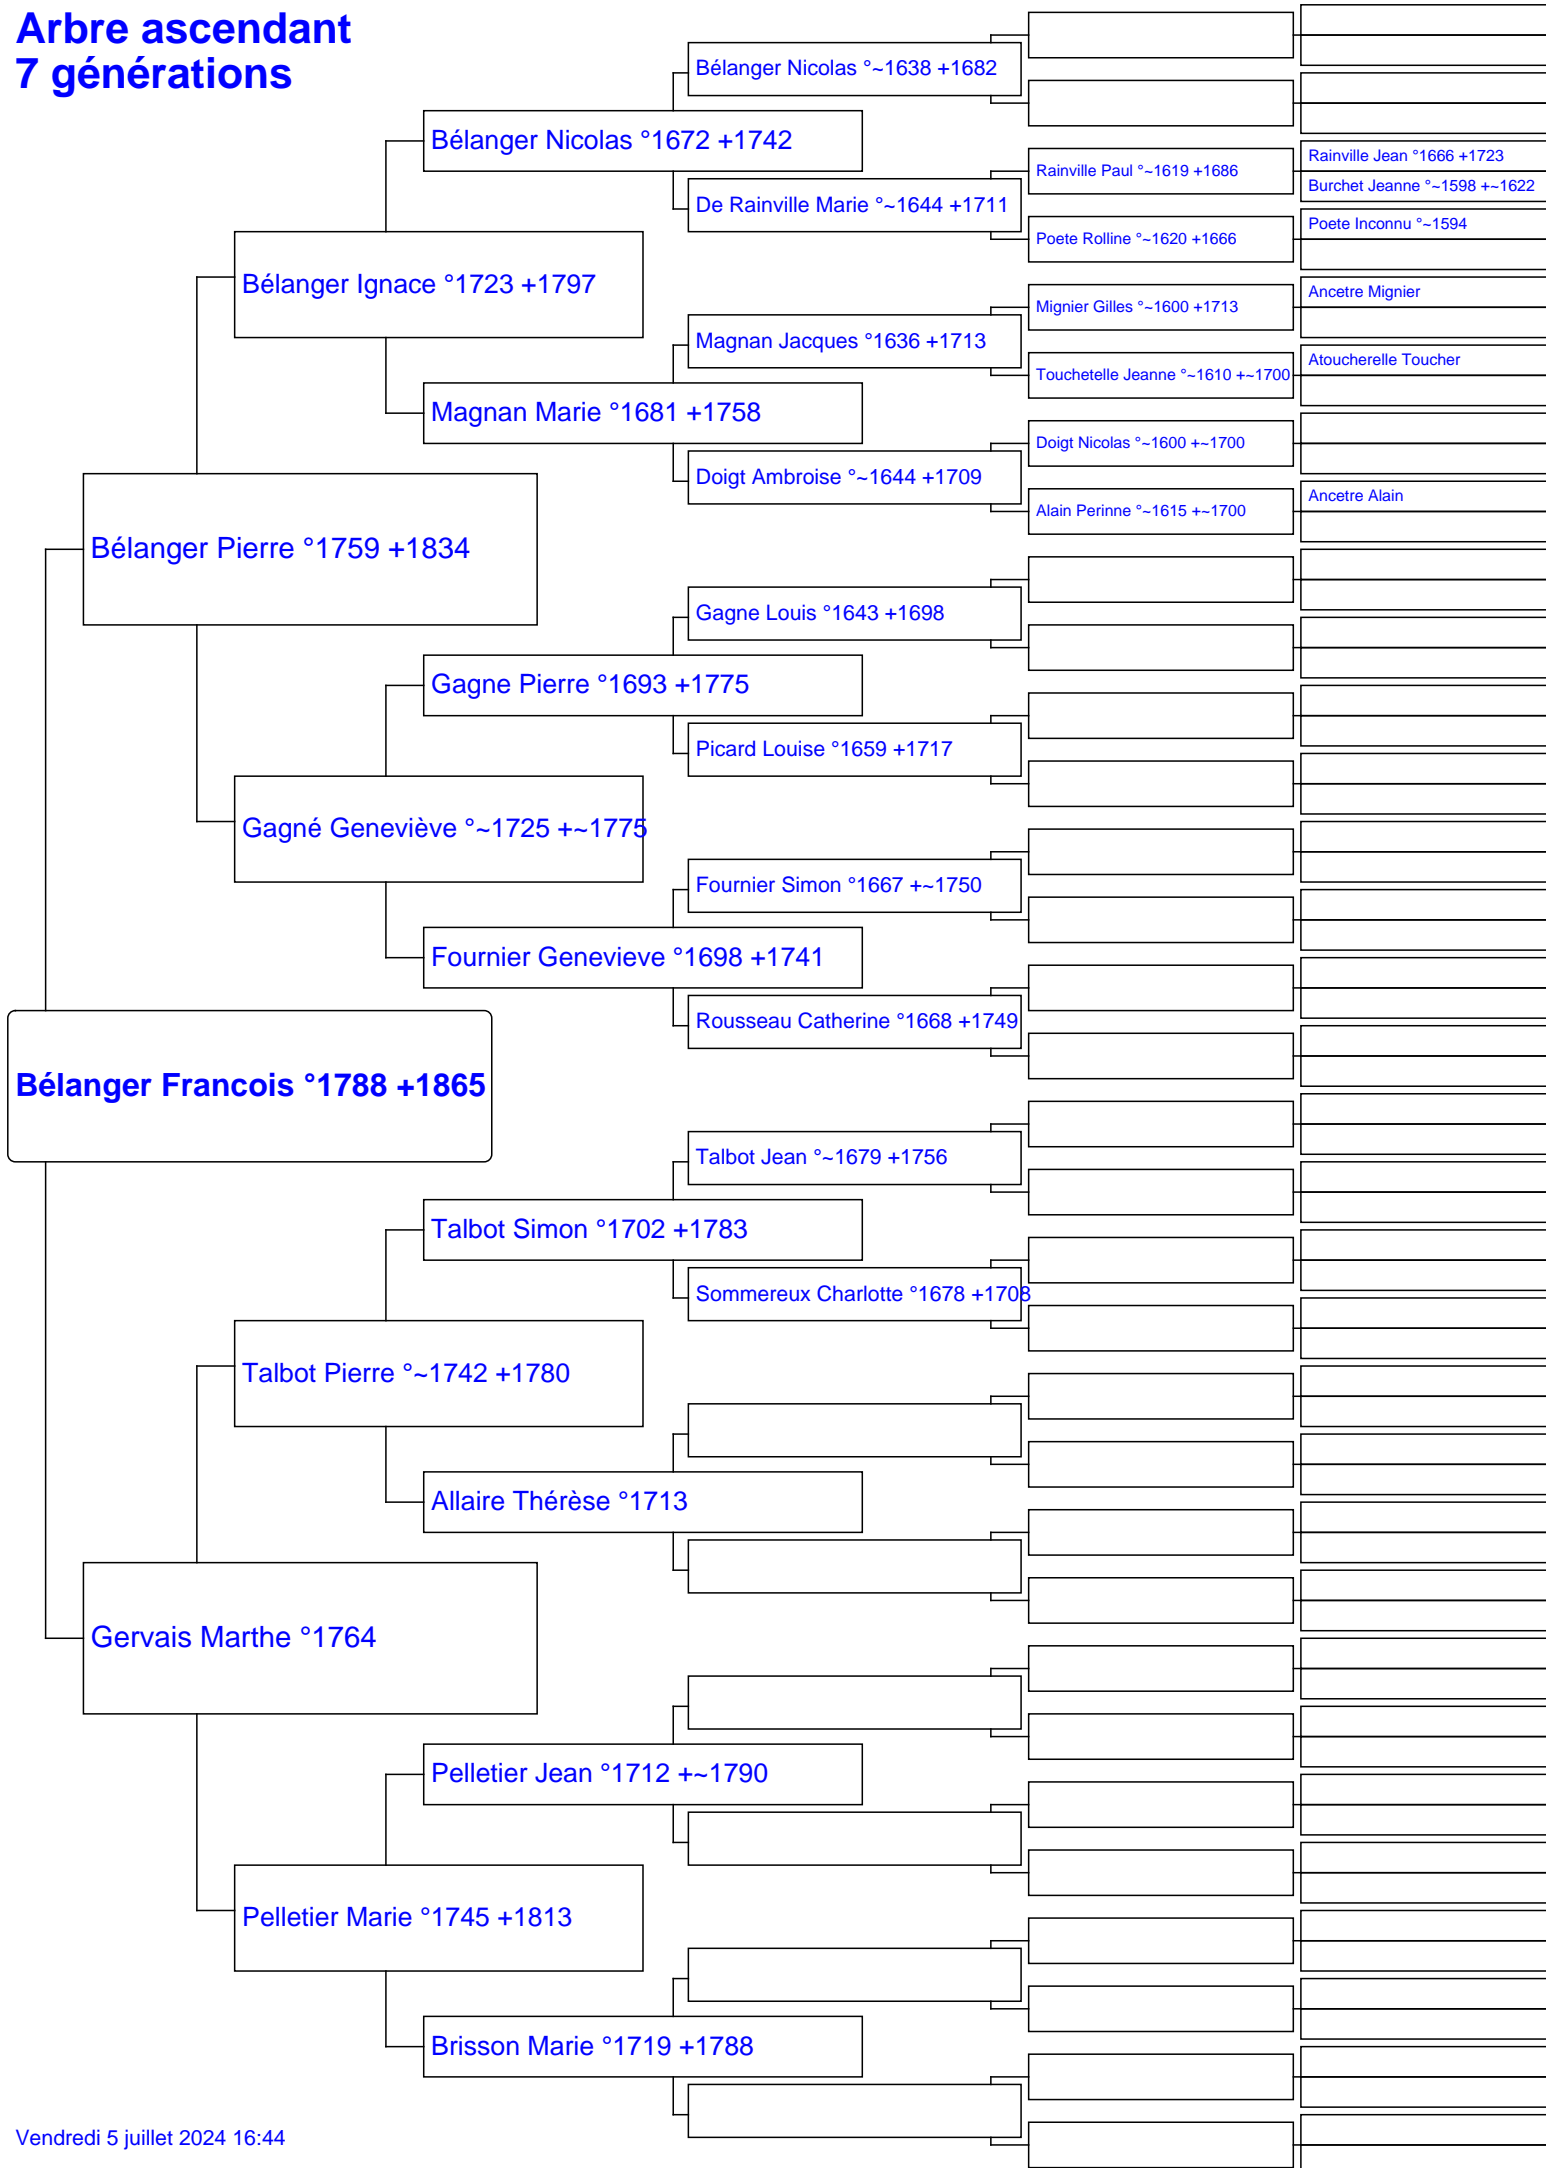 Arbre ascendant
7 générations
Bélanger Nicolas °~1638 +1682
Bélanger Nicolas °1672 +1742
Rainville Jean °1666 +1723
Rainville Paul °~1619 +1686
Burchet Jeanne °~1598 +~1622
De Rainville Marie °~1644 +1711
Poete Inconnu °~1594
Poete Rolline °~1620 +1666
Bélanger Ignace °1723 +1797
Ancetre Mignier
Mignier Gilles °~1600 +1713
Magnan Jacques °1636 +1713
Atoucherelle Toucher
Touchetelle Jeanne °~1610 +~1700
Magnan Marie °1681 +1758
Doigt Nicolas °~1600 +~1700
Doigt Ambroise °~1644 +1709
Ancetre Alain
Alain Perinne °~1615 +~1700
Bélanger Pierre °1759 +1834
Gagne Louis °1643 +1698
Gagne Pierre °1693 +1775
Picard Louise °1659 +1717
Gagné Geneviève °~1725 +~1775
Fournier Simon °1667 +~1750
Fournier Genevieve °1698 +1741
Rousseau Catherine °1668 +1749
Bélanger Francois °1788 +1865
Talbot Jean °~1679 +1756
Talbot Simon °1702 +1783
Sommereux Charlotte °1678 +1708
Talbot Pierre °~1742 +1780
Allaire Thérèse °1713
Gervais Marthe °1764
Pelletier Jean °1712 +~1790
Pelletier Marie °1745 +1813
Brisson Marie °1719 +1788
Vendredi 5 juillet 2024 16:44